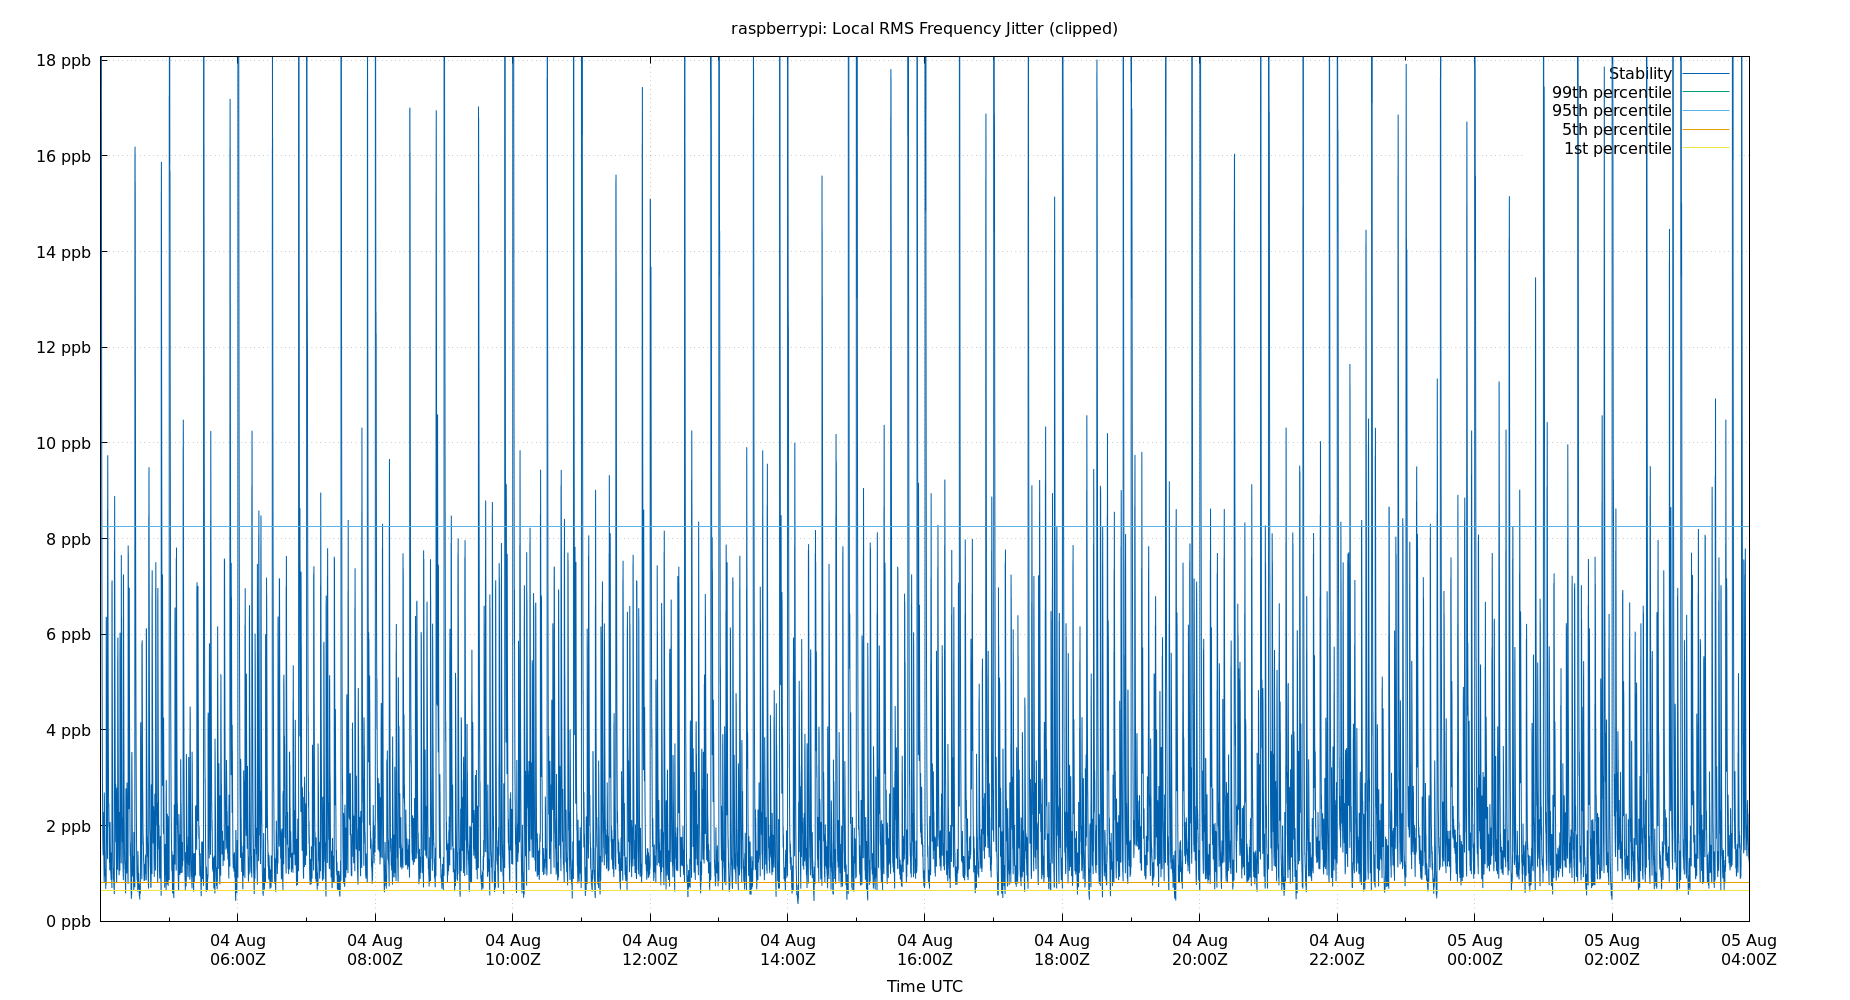 raspberrypi: Local RMS Frequency Jitter (clipped)
18 ppb
16 ppb
14 ppb
12 ppb
10 ppb
8 ppb
6 ppb
4 ppb
2 ppb
0 ppb
Stability
99th percentile
95th percentile
5th percentile
1st percentile
04 Aug 04 Aug 04 Aug 04 Aug 04 Aug 04 Aug 04 Aug 04 Aug 04 Aug 05 Aug 05 Aug 05 Aug
06:00Z 08:00Z 10:00Z 12:00Z 14:00Z 16:00Z 18:00Z 20:00Z 22:00Z 00:00Z 02:00Z 04:00Z
Time UTC